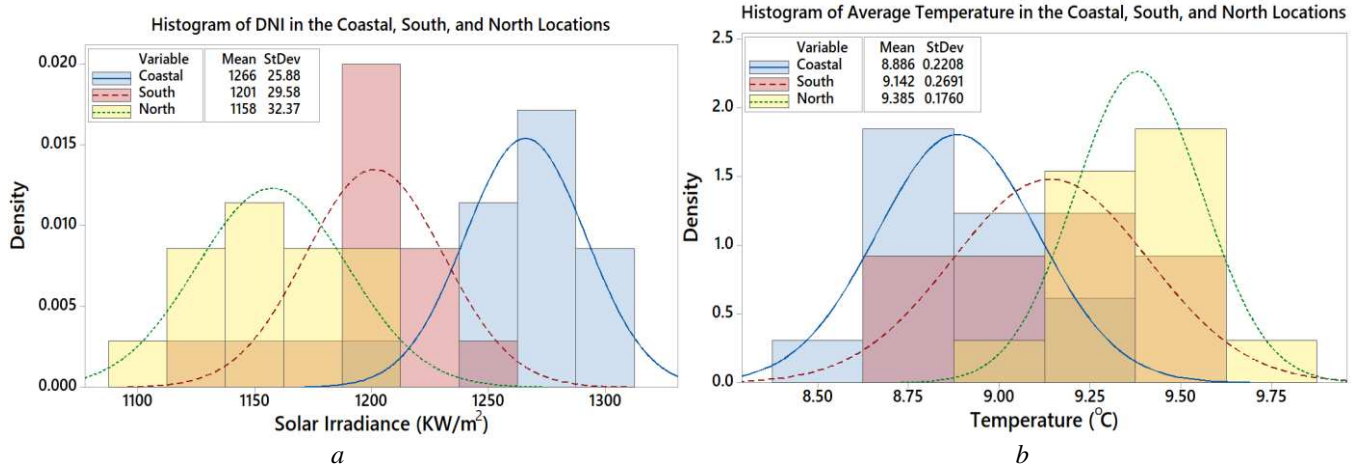 Histogram of DNI in the Coastal, South, and North Locations
Variable Mean StDev
Coastal 1266 25.88
South 1201 29.58
North 1158 32.37
0.020
0.015
0.010
0.005
0.000
Density
1100 1150 1200 1250 1300
Solar Irradiance (KW/m²)
a
Histogram of Average Temperature in the Coastal, South, and North Locations
Variable Mean StDev
Coastal 8.886 0.2208
South 9.142 0.2691
North 9.385 0.1760
2.5
2.0
1.5
1.0
0.5
0.0
Density
8.50 8.75 9.00 9.25 9.50 9.75
Temperature (°C)
b